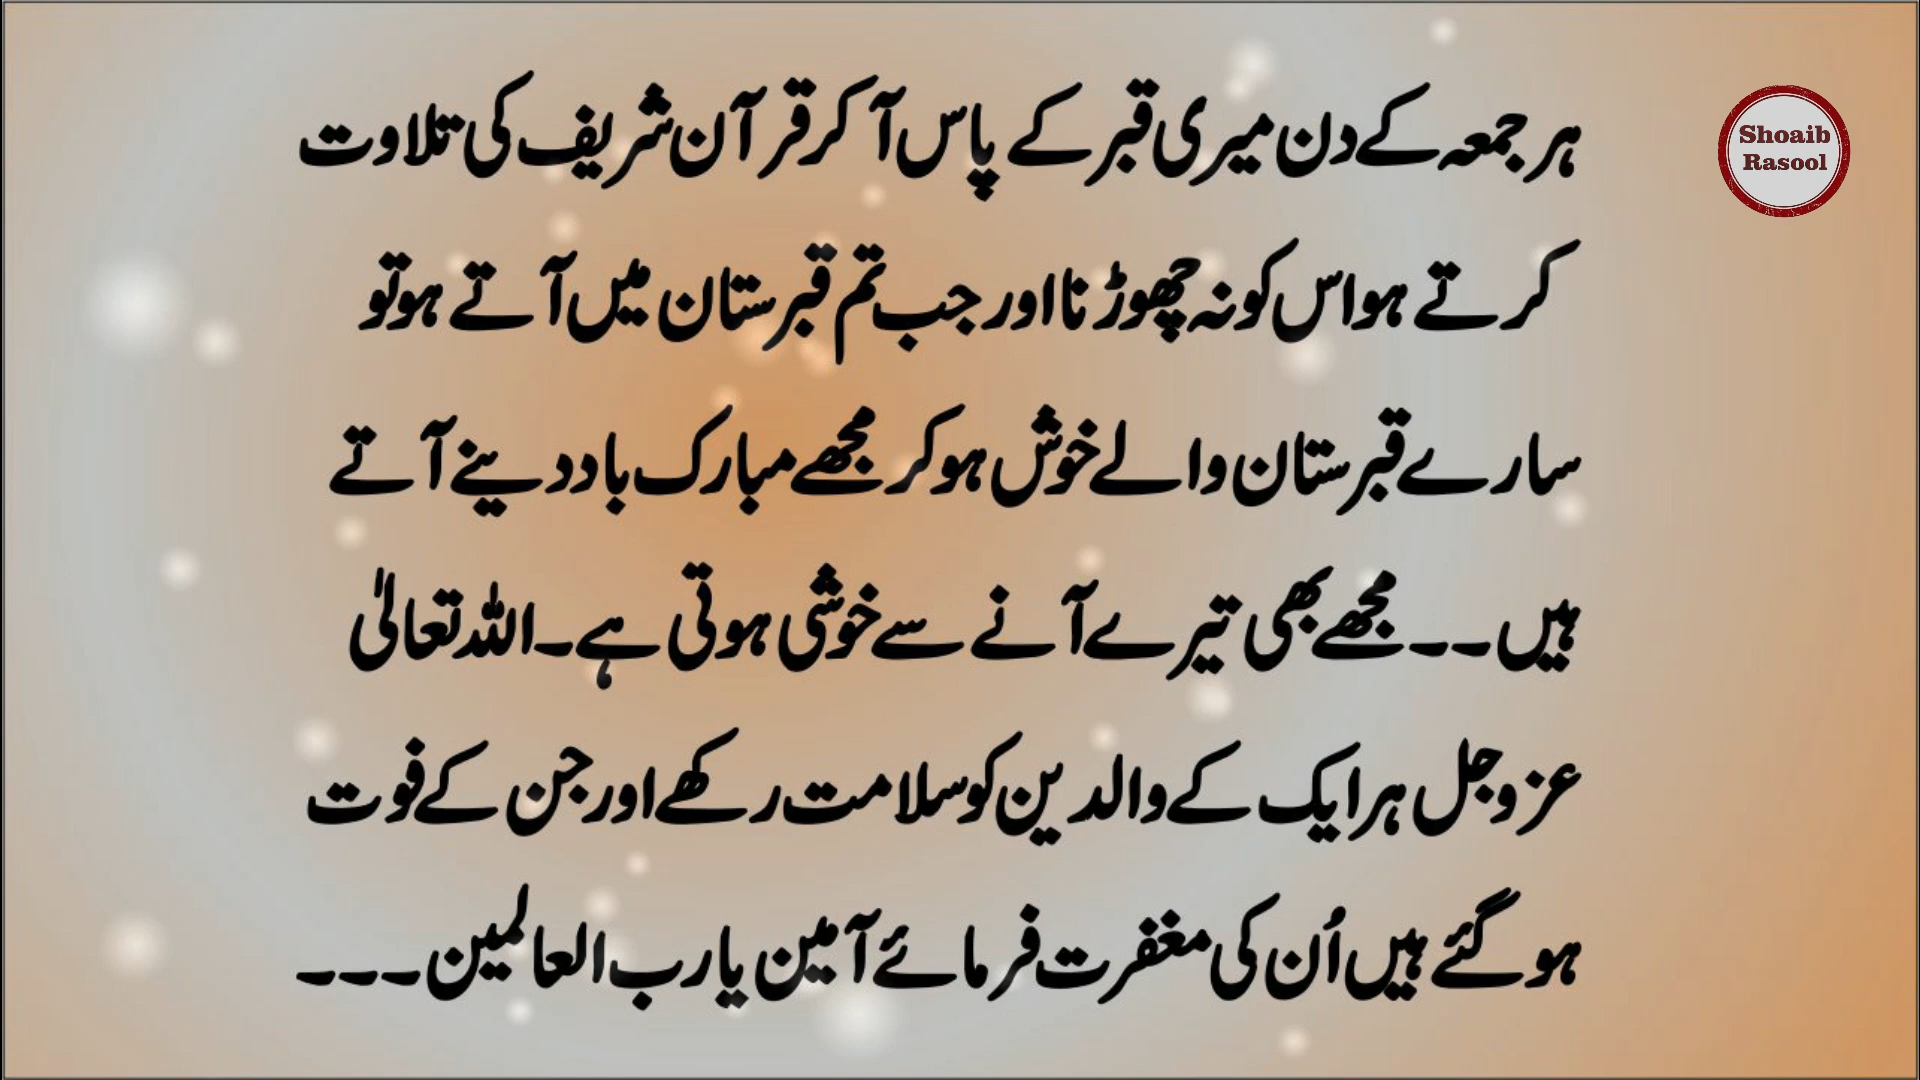 ہر جمعہ کے دن میری قبر کے پاس آ کر قرآن شریف کی تلاوت
کرتے ہو اس کو نہ چھوڑنا اور جب تم قبرستان میں آتے ہو تو
سارے قبرستان والے خوش ہو کر مجھے مبارک باد دینے آتے
ہیں۔۔ مجھے بھی تیرے آنے سے خوشی ہوتی ہے۔ اللہ تعالیٰ
عزوجل ہر ایک کے والدین کو سلامت رکھے اور جن کے فوت
ہو گئے ہیں اُن کی مغفرت فرمائے آمین یا رب العالمین۔۔۔
Shoaib
Rasool